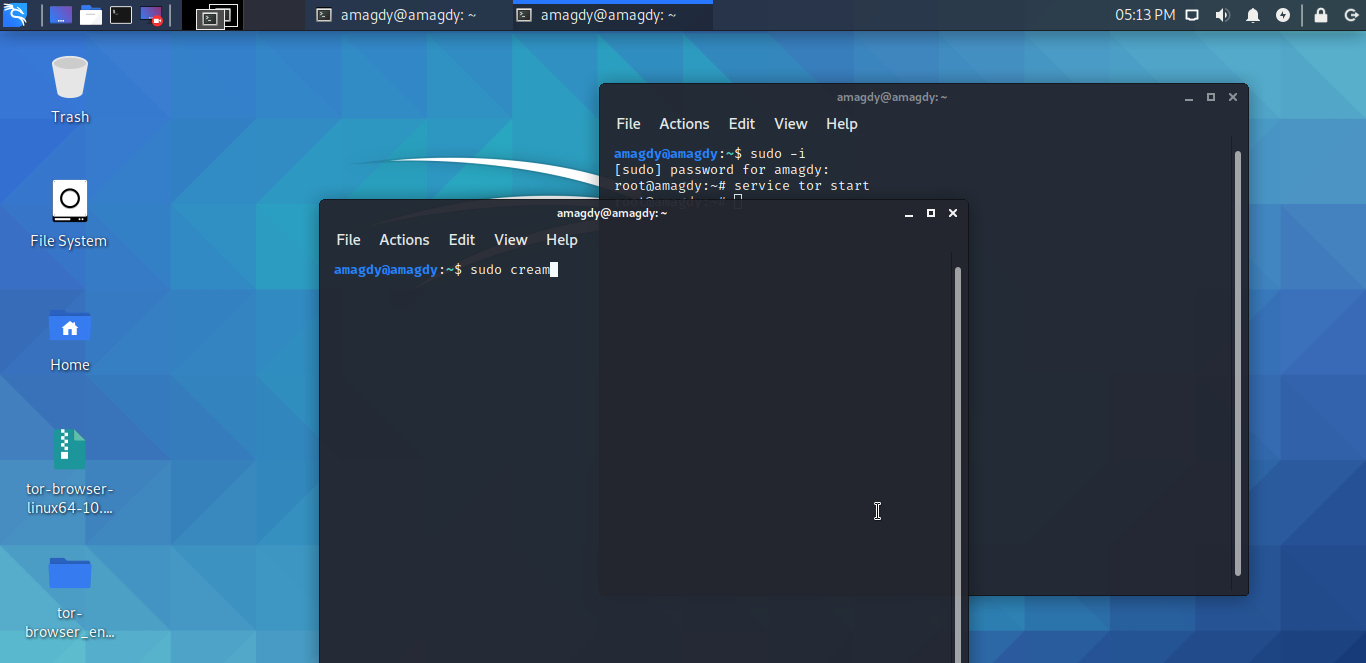 amagdy@amagdy: ~
amagdy@amagdy: ~
05:13 PM
Trash
File System
Home
tor-browser-
linux64-10....
tor-
browser_en...
amagdy@amagdy: ~
File Actions Edit View Help
amagdy@amagdy:~$ sudo -i
[sudo] password for amagdy:
root@amagdy:~# service tor start
root@amagdy:~#
amagdy@amagdy: ~
File Actions Edit View Help
amagdy@amagdy:~$ sudo cream